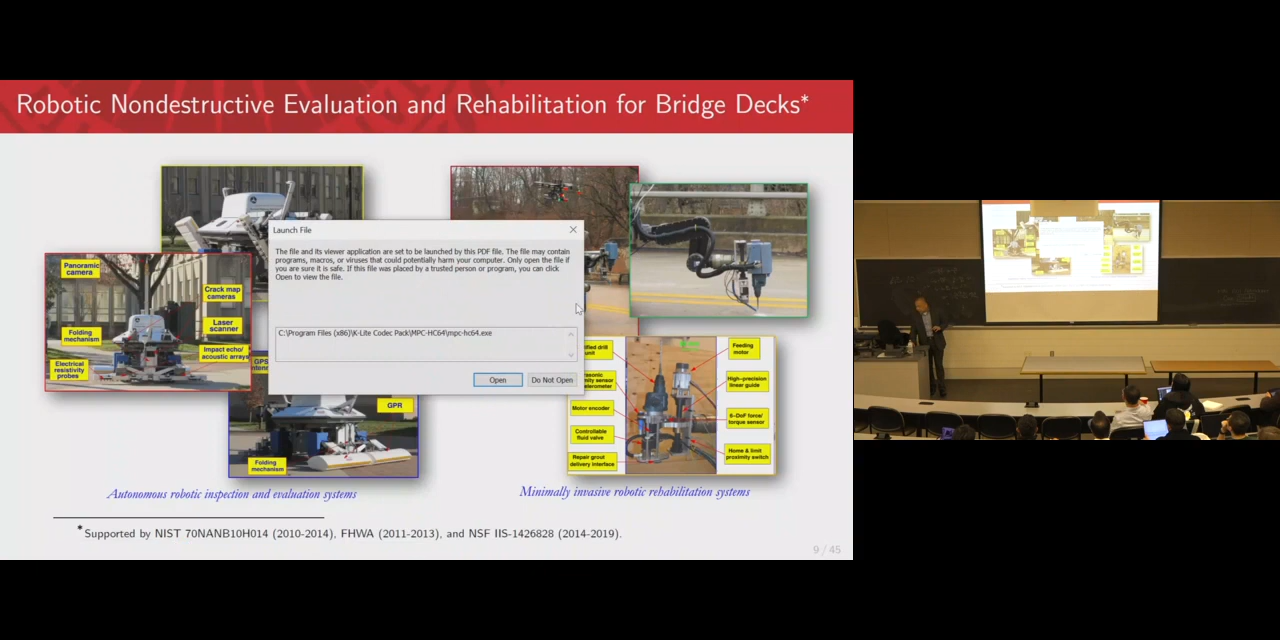 Robotic Nondestructive Evaluation and Rehabilitation for Bridge Decks*
Launch File
The file and its viewer application are set to be launched by this PDF file. The file may contain
programs, macros, or viruses that could potentially harm your computer. Only open the file if
you are sure it is safe. If this file was placed by a trusted person or program, you can click
Open to view the file.
C:\Program Files (x86)\K-Lite Codec Pack\MPC-HC64\mpc-hc64.exe
Open
Do Not Open
Panoramic
camera
Crack map
cameras
Laser
scanner
Folding
mechanism
Impact echo/
acoustic arrays
Electrical
resistivity
probes
GPS
GPR
Folding
mechanism
unit
Motor encoder
Controllable
fluid valve
Repair grout
delivery interface
Feeding
motor
High-precision
linear guide
6-DoF force/
torque sensor
Home & limit
proximity switch
Autonomous robotic inspection and evaluation systems
Minimally invasive robotic rehabilitation systems
*Supported by NIST 70NANB10H014 (2010-2014), FHWA (2011-2013), and NSF IIS-1426828 (2014-2019).
9 / 45